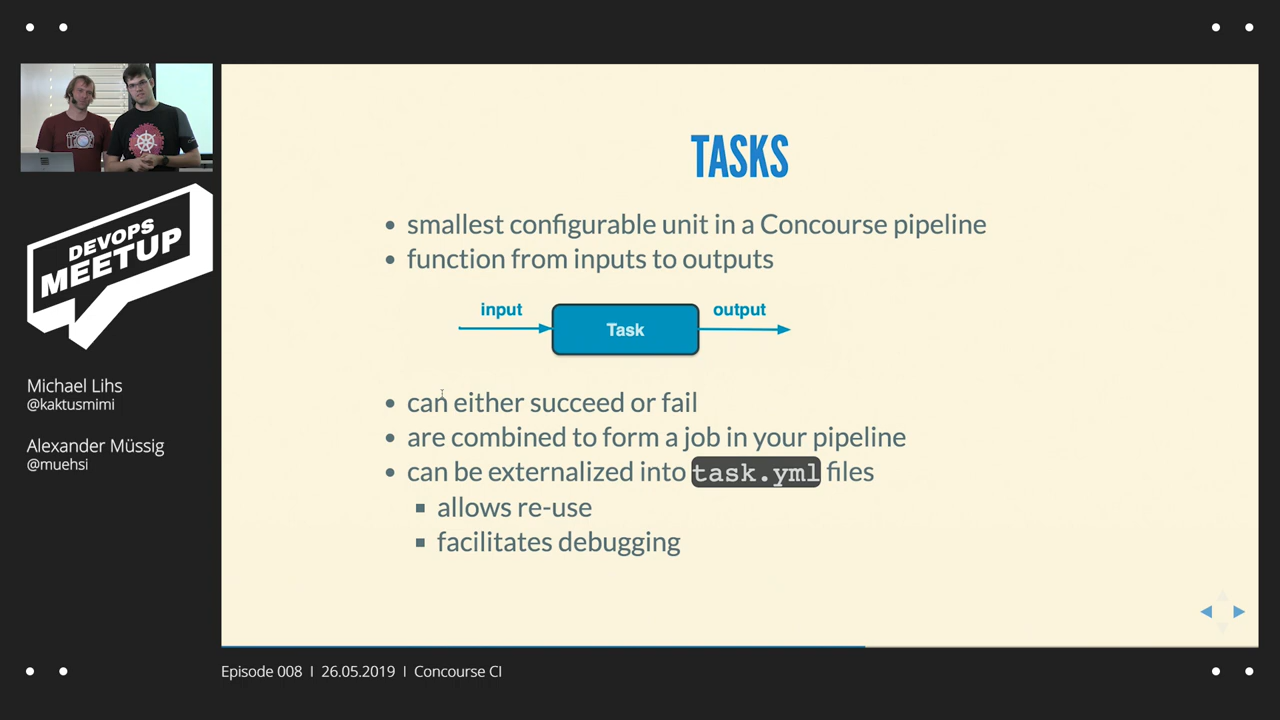 DEVOPS
MEETUP
Michael Lihs
@kaktusmimi
Alexander Müssig
@muehsi
TASKS
• smallest configurable unit in a Concourse pipeline
• function from inputs to outputs
input
Task
output
• can either succeed or fail
• are combined to form a job in your pipeline
• can be externalized into task.yml files
▪ allows re-use
▪ facilitates debugging
Episode 008 | 26.05.2019 | Concourse CI